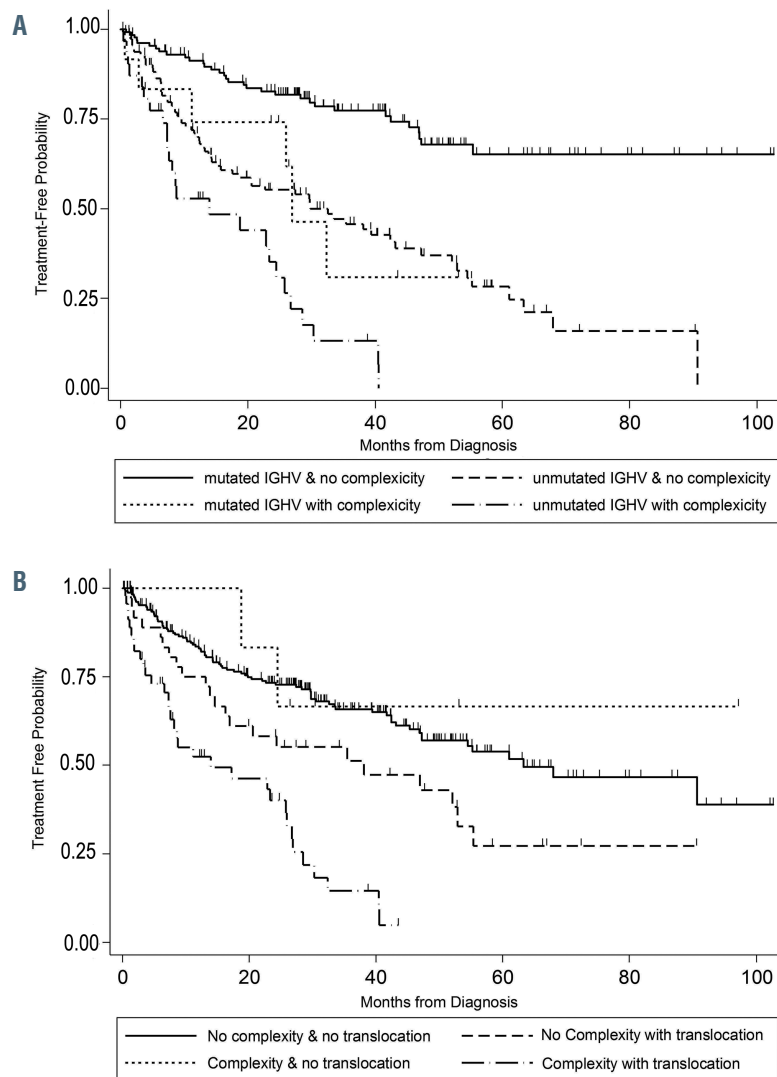 A
Treatment-Free Probability
1.00
0.75
0.50
0.25
0.00
0 20 40 60 80 100
Months from Diagnosis
mutated IGHV & no complexicity unmutated IGHV & no complexicity
mutated IGHV with complexicity unmutated IGHV with complexicity
B
Treatment Free Probability
1.00
0.75
0.50
0.25
0.00
0 20 40 60 80 100
Months from Diagnosis
No complexity & no translocation No Complexity with translocation
Complexity & no translocation Complexity with translocation